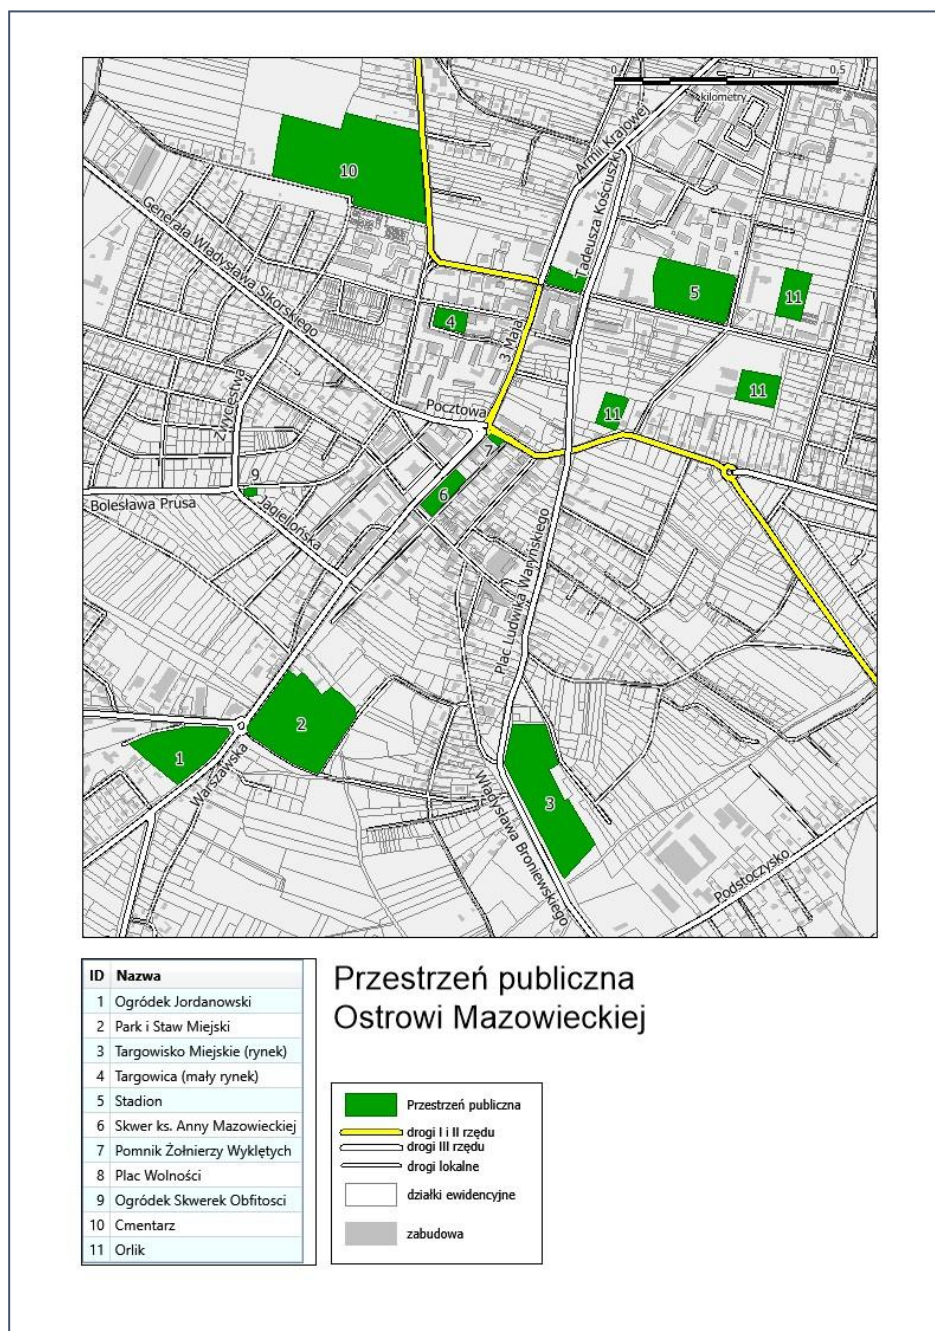 0
0,5
kilometry
Armii Krajowej
Tadeusza Kościuszki
10
Generała Władysława Sikorskiego
5
11
4
3 Maja
11
Zwycięstwa
Pocztowa
11
7
9
6
Bolesława Prusa
Jagiellońska
Plac Ludwika Waryńskiego
2
1
Warszawska
3
Władysława Broniewskiego
Podstoczysko
ID Nazwa
1 Ogródek Jordanowski
2 Park i Staw Miejski
3 Targowisko Miejskie (rynek)
4 Targowica (mały rynek)
5 Stadion
6 Skwer ks. Anny Mazowieckiej
7 Pomnik Żołnierzy Wyklętych
8 Plac Wolności
9 Ogródek Skwerek Obfitosci
10 Cmentarz
11 Orlik
Przestrzeń publiczna
Ostrowi Mazowieckiej
Przestrzeń publiczna
drogi I i II rzędu
drogi III rzędu
drogi lokalne
działki ewidencyjne
zabudowa